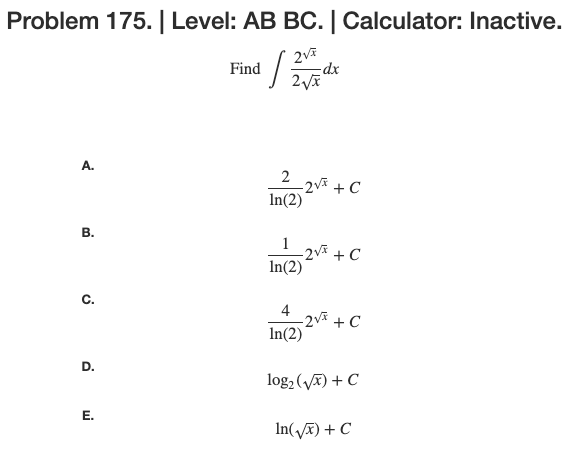 Problem 175. | Level: AB BC. | Calculator: Inactive.
Find ∫ 2^√x / 2√x dx
A.
2/ln(2) 2^√x + C
B.
1/ln(2) 2^√x + C
C.
4/ln(2) 2^√x + C
D.
log₂(√x) + C
E.
ln(√x) + C